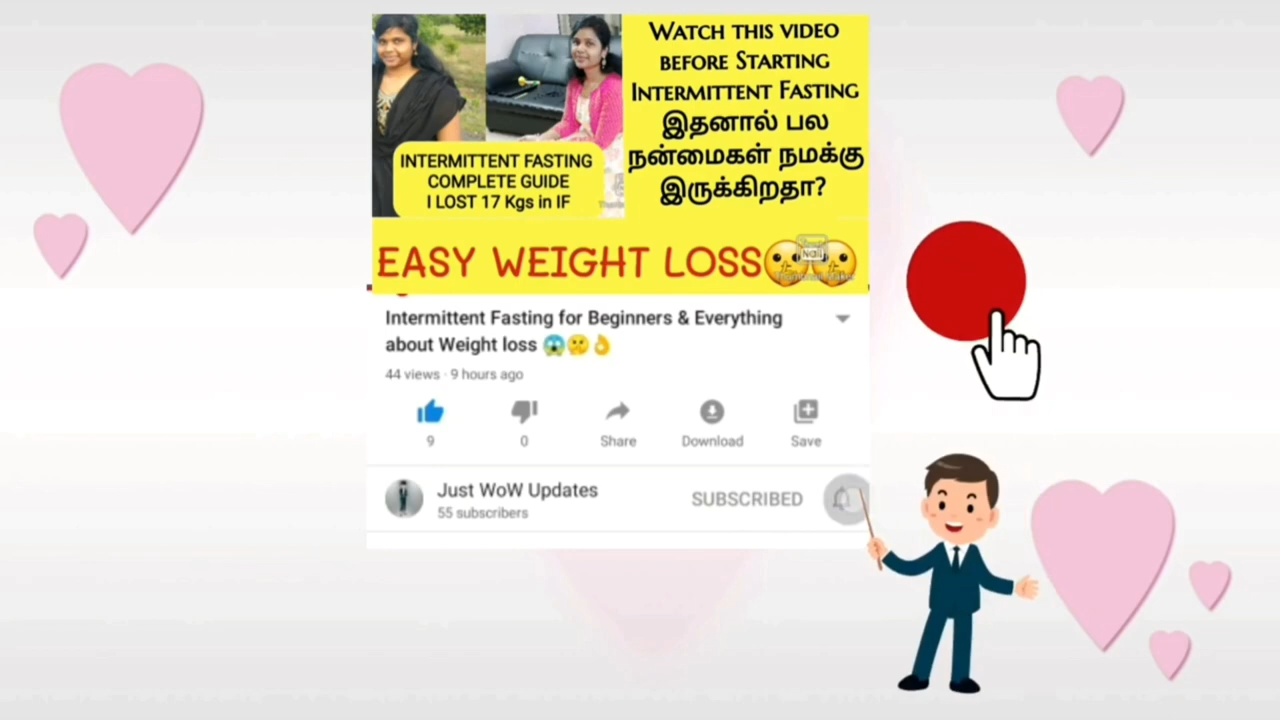 WATCH THIS VIDEO
BEFORE STARTING
INTERMITTENT FASTING
இதனால் பல
நன்மைகள் நமக்கு
இருக்கிறதா?
INTERMITTENT FASTING
COMPLETE GUIDE
I LOST 17 Kgs in IF
EASY WEIGHT LOSS
Nail
Intermittent Fasting for Beginners & Everything
about Weight loss 😱🤫👌
44 views · 9 hours ago
9
0
Share
Download
Save
Just WoW Updates
SUBSCRIBED
55 subscribers